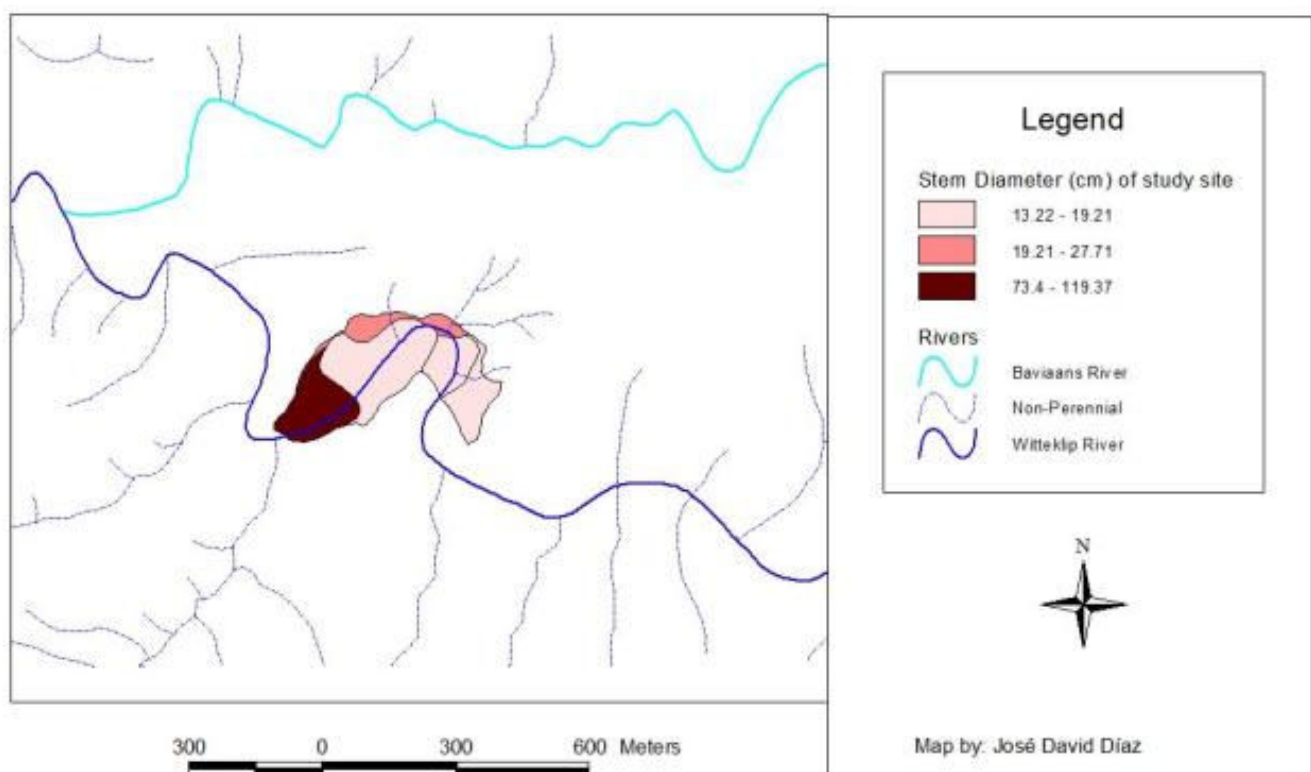 Legend
Stem Diameter (cm) of study site
13.22 - 19.21
19.21 - 27.71
73.4 - 119.37
Rivers
Baviaans River
Non-Perennial
Witteklip River
N
300 0 300 600 Meters
Map by: José David Díaz